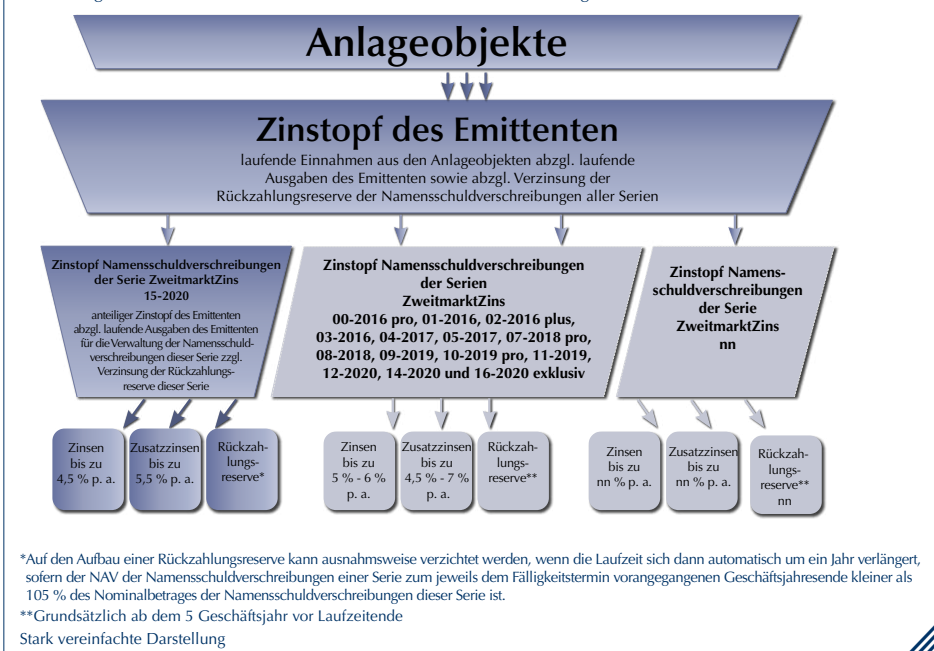 Anlageobjekte
Zinstopf des Emittenten
laufende Einnahmen aus den Anlageobjekten abzgl. laufende
Ausgaben des Emittenten sowie abzgl. Verzinsung der
Rückzahlungsreserve der Namensschuldverschreibungen aller Serien
Zinstopf Namensschuldverschreibungen
der Serie ZweitmarktZins
15-2020
anteiliger Zinstopf des Emittenten
abzgl. laufende Ausgaben des Emittenten
für die Verwaltung der Namensschuld-
verschreibungen dieser Serie zzgl.
Verzinsung der Rückzahlungs-
reserve dieser Serie
Zinstopf Namensschuldverschreibungen
der Serien
ZweitmarktZins
00-2016 pro, 01-2016, 02-2016 plus,
03-2016, 04-2017, 05-2017, 07-2018 pro,
08-2018, 09-2019, 10-2019 pro, 11-2019,
12-2020, 14-2020 und 16-2020 exklusiv
Zinstopf Namens-
schuldverschreibungen
der Serie
ZweitmarktZins
nn
Zinsen
bis zu
4,5 % p. a.
Zusatzzinsen
bis zu
5,5 % p. a.
Rückzah-
lungs-
reserve*
Zinsen
bis zu
5 % - 6 %
p. a.
Zusatzzinsen
bis zu
4,5 % - 7 %
p. a.
Rückzah-
lungs-
reserve**
Zinsen
bis zu
nn % p. a.
Zusatzzinsen
bis zu
nn % p. a.
Rückzah-
lungs-
reserve**
nn
*Auf den Aufbau einer Rückzahlungsreserve kann ausnahmsweise verzichtet werden, wenn die Laufzeit sich dann automatisch um ein Jahr verlängert,
sofern der NAV der Namensschuldverschreibungen einer Serie zum jeweils dem Fälligkeitstermin vorangegangenen Geschäftsjahresende kleiner als
105 % des Nominalbetrages der Namensschuldverschreibungen dieser Serie ist.
**Grundsätzlich ab dem 5 Geschäftsjahr vor Laufzeitende
Stark vereinfachte Darstellung